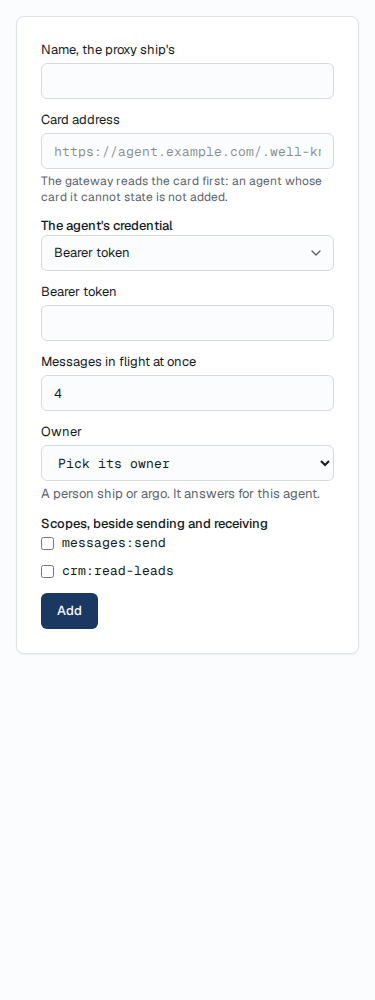 Name, the proxy ship's
Card address
https://agent.example.com/.well-kn
The gateway reads the card first: an agent whose
card it cannot state is not added.
The agent's credential
Bearer token
Bearer token
Messages in flight at once
4
Owner
Pick its owner
A person ship or argo. It answers for this agent.
Scopes, beside sending and receiving
messages:send
crm:read-leads
Add